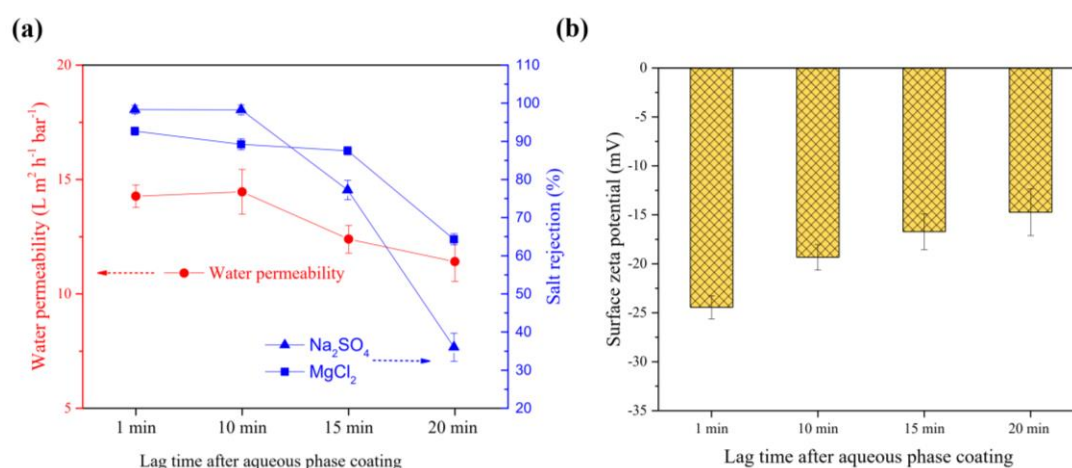 (a)
20
15
10
5
Water permeability (L m² h⁻¹ bar⁻¹)
110
100
90
80
70
60
50
40
30
20
Salt rejection (%)
Water permeability
Na₂SO₄
MgCl₂
1 min 10 min 15 min 20 min
Lag time after aqueous phase coating
(b)
0
-5
-10
-15
-20
-25
-30
-35
Surface zeta potential (mV)
1 min 10 min 15 min 20 min
Lag time after aqueous phase coating